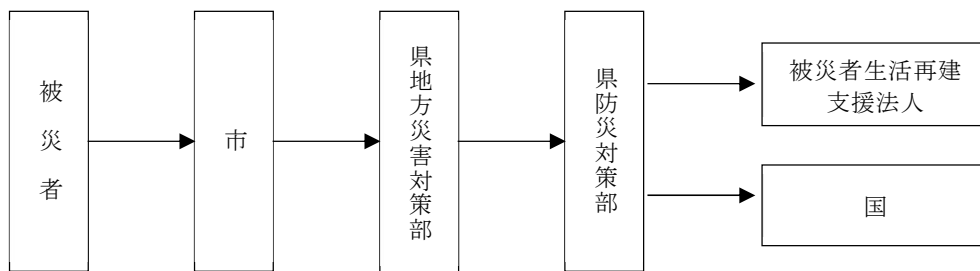 被災者
市
県地方災害対策部
県防災対策部
被災者生活再建
支援法人
国